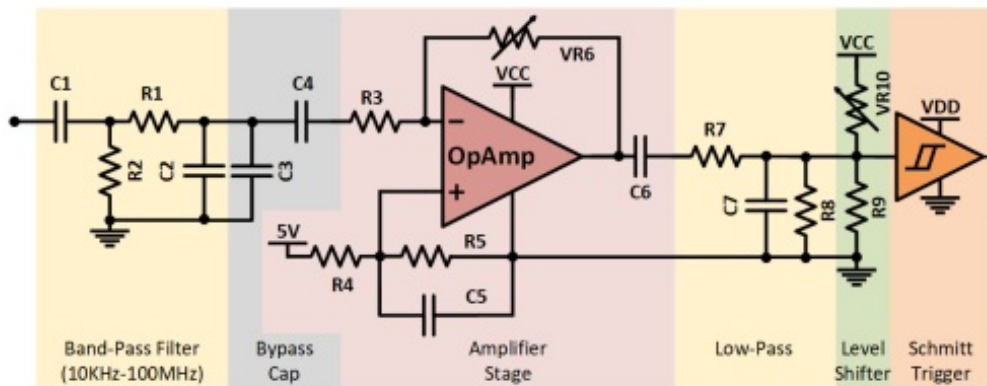 C1
R1
R2
C2
C3
C4
R3
VR6
VCC
OpAmp
−
+
5V
R4
R5
C5
C6
R7
C7
R8
VCC
VR10
R9
VDD
Band-Pass Filter
(10KHz-100MHz)
Bypass
Cap
Amplifier
Stage
Low-Pass
Level
Shifter
Schmitt
Trigger